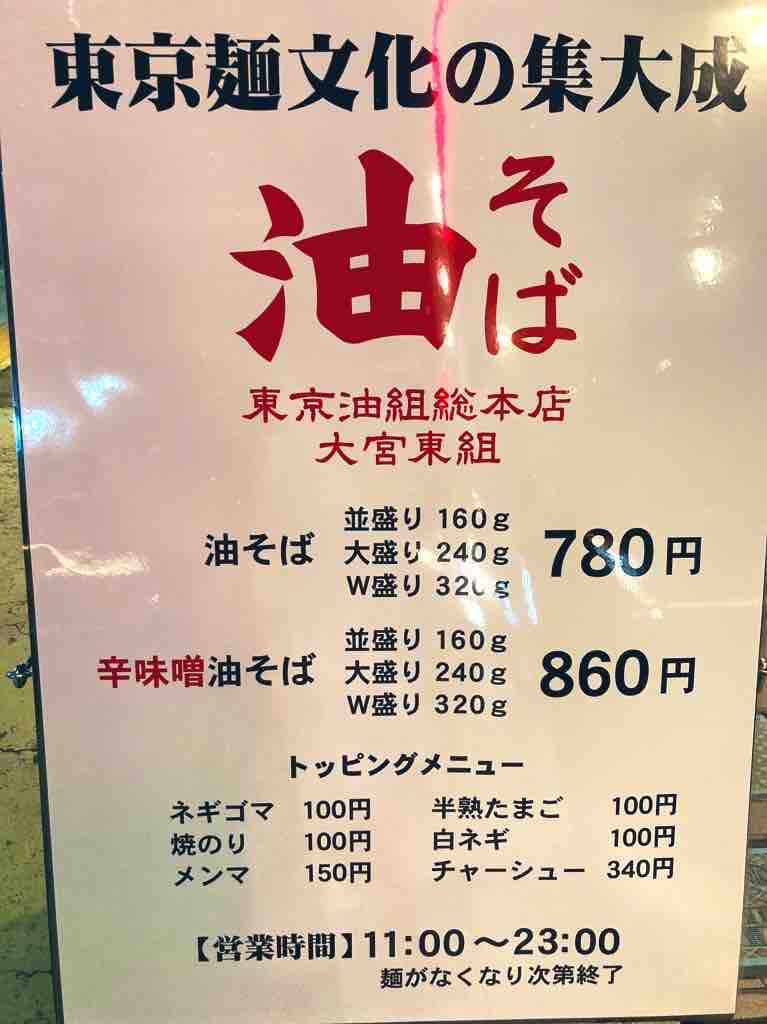 東京麺文化の集大成
油そば
東京油組総本店
大宮東組
油そば 並盛り 160g 大盛り 240g W盛り 320g 780円
辛味噌油そば 並盛り 160g 大盛り 240g W盛り 320g 860円
トッピングメニュー
ネギゴマ 100円 半熟たまご 100円
焼のり 100円 白ネギ 100円
メンマ 150円 チャーシュー 340円
【営業時間】11:00〜23:00
麺がなくなり次第終了